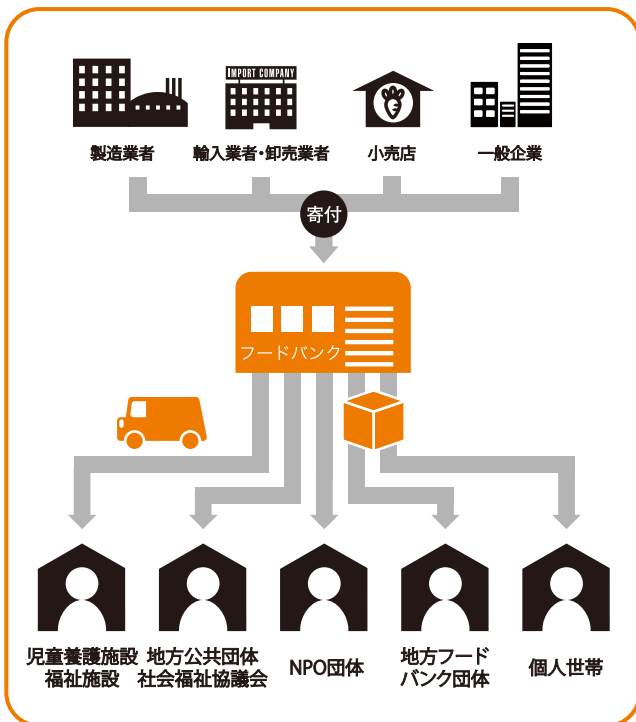 IMPORT COMPANY
製造業者
輸入業者・卸売業者
小売店
一般企業
寄付
フードバンク
児童養護施設
福祉施設
地方公共団体
社会福祉協議会
NPO団体
地方フード
バンク団体
個人世帯